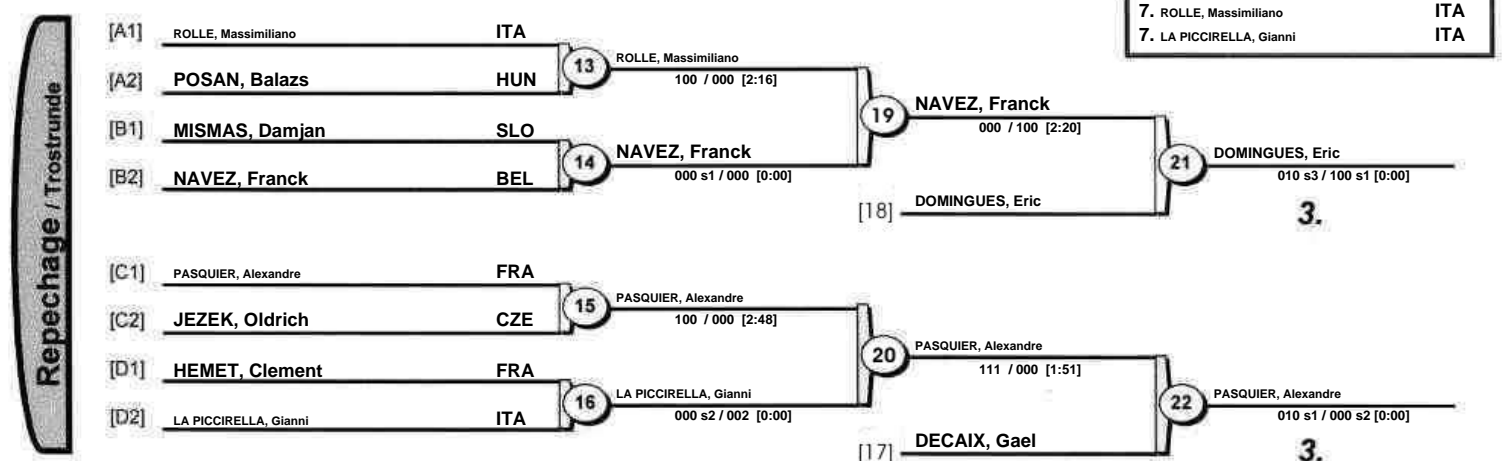 7. ROLLE, Massimiliano ITA
7. LA PICCIRELLA, Gianni ITA
Repechage / Trostrunde
[A1] ROLLE, Massimiliano ITA
[A2] POSAN, Balazs HUN
13
ROLLE, Massimiliano
100 / 000 [2:16]
[B1] MISMAS, Damjan SLO
[B2] NAVEZ, Franck BEL
14
NAVEZ, Franck
000 s1 / 000 [0:00]
19
NAVEZ, Franck
000 / 100 [2:20]
[18] DOMINGUES, Eric
21
DOMINGUES, Eric
010 s3 / 100 s1 [0:00]
3.
[C1] PASQUIER, Alexandre FRA
[C2] JEZEK, Oldrich CZE
15
PASQUIER, Alexandre
100 / 000 [2:48]
[D1] HEMET, Clement FRA
[D2] LA PICCIRELLA, Gianni ITA
16
LA PICCIRELLA, Gianni
000 s2 / 002 [0:00]
20
PASQUIER, Alexandre
111 / 000 [1:51]
[17] DECAIX, Gael
22
PASQUIER, Alexandre
010 s1 / 000 s2 [0:00]
3.